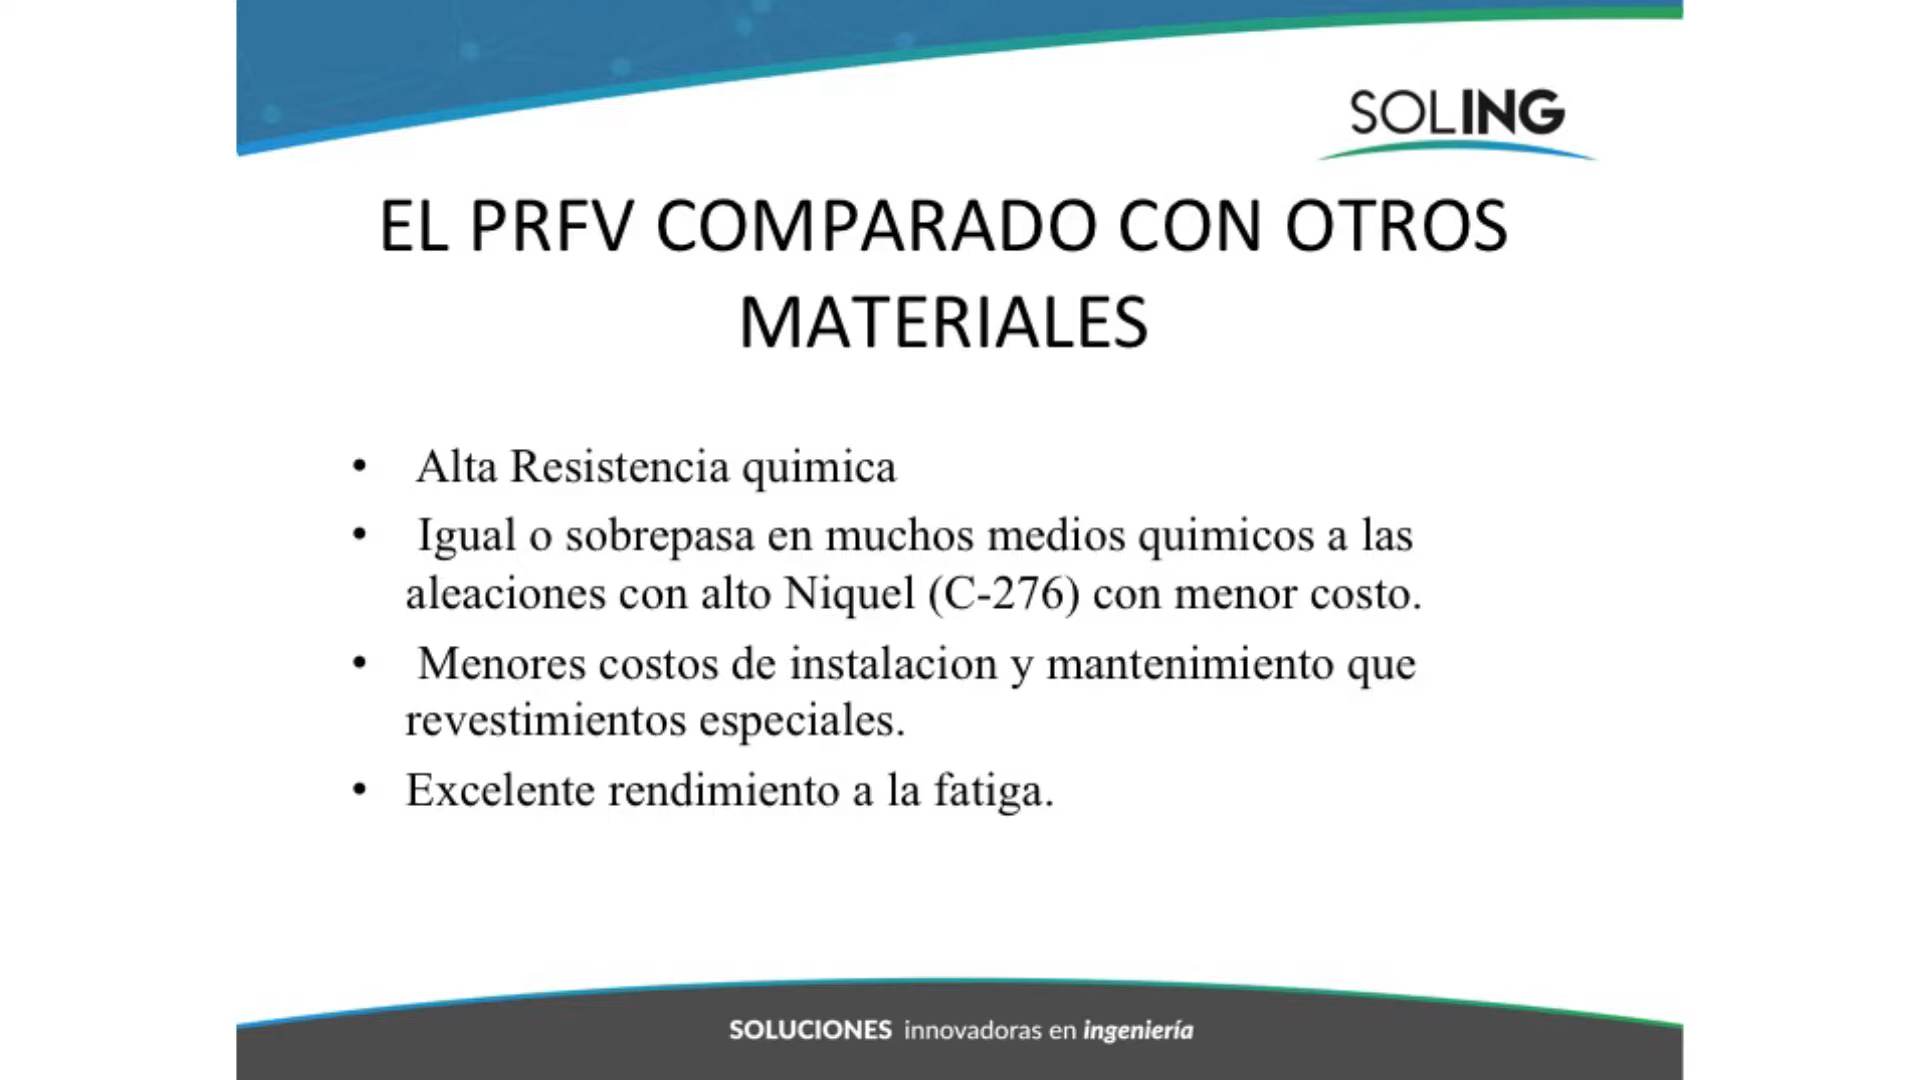 SOLING
EL PRFV COMPARADO CON OTROS
MATERIALES
• Alta Resistencia quimica
• Igual o sobrepasa en muchos medios quimicos a las
aleaciones con alto Niquel (C-276) con menor costo.
• Menores costos de instalacion y mantenimiento que
revestimientos especiales.
• Excelente rendimiento a la fatiga.
SOLUCIONES innovadoras en ingeniería